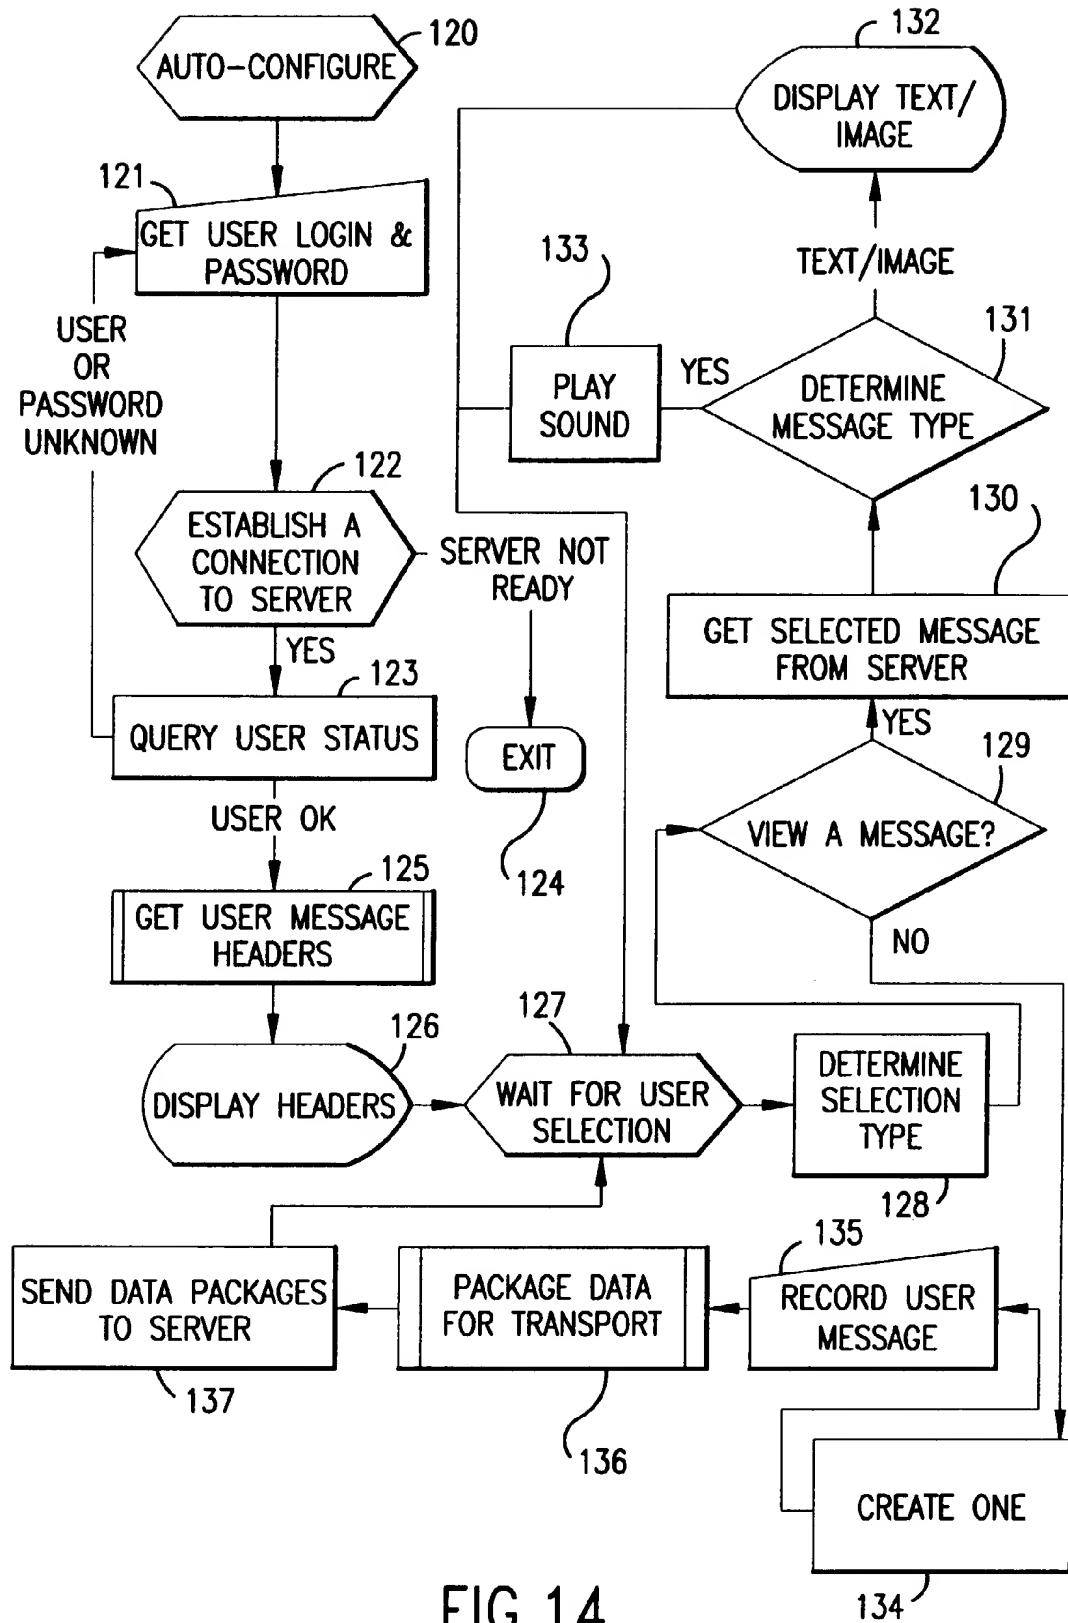 120
AUTO-CONFIGURE
121
GET USER LOGIN &
PASSWORD
USER
OR
PASSWORD
UNKNOWN
122
ESTABLISH A
CONNECTION
TO SERVER
SERVER NOT
READY
YES
123
QUERY USER STATUS
EXIT
124
USER OK
125
GET USER MESSAGE
HEADERS
126
DISPLAY HEADERS
127
WAIT FOR USER
SELECTION
DETERMINE
SELECTION
TYPE
128
129
VIEW A MESSAGE?
YES
NO
130
GET SELECTED MESSAGE
FROM SERVER
131
DETERMINE
MESSAGE TYPE
YES
133
PLAY
SOUND
TEXT/IMAGE
132
DISPLAY TEXT/
IMAGE
CREATE ONE
134
135
RECORD USER
MESSAGE
PACKAGE DATA
FOR TRANSPORT
136
SEND DATA PACKAGES
TO SERVER
137
FIG.14